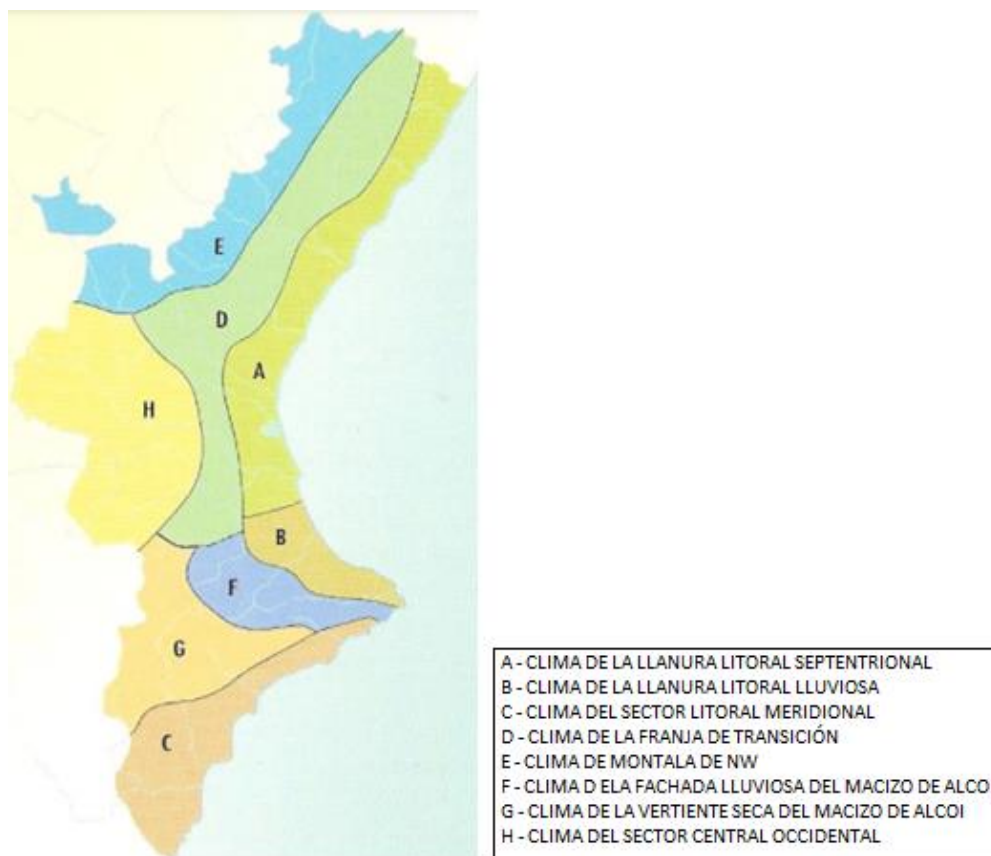 E
D
A
H
B
F
G
C
A - CLIMA DE LA LLANURA LITORAL SEPTENTRIONAL
B - CLIMA DE LA LLANURA LITORAL LLUVIOSA
C - CLIMA DEL SECTOR LITORAL MERIDIONAL
D - CLIMA DE LA FRANJA DE TRANSICIÓN
E - CLIMA DE MONTALA DE NW
F - CLIMA D ELA FACHADA LLUVIOSA DEL MACIZO DE ALCO
G - CLIMA DE LA VERTIENTE SECA DEL MACIZO DE ALCOI
H - CLIMA DEL SECTOR CENTRAL OCCIDENTAL